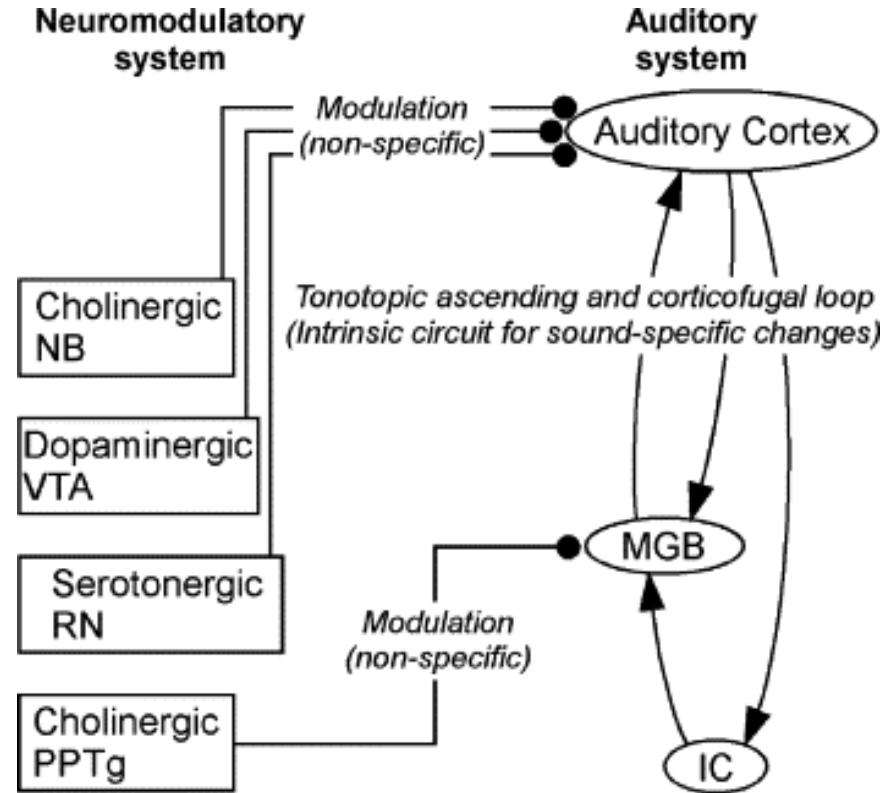 Neuromodulatory
system
Auditory
system
Modulation
(non-specific)
Auditory Cortex
Cholinergic
NB
Tonotopic ascending and corticofugal loop
(Intrinsic circuit for sound-specific changes)
Dopaminergic
VTA
MGB
Serotonergic
RN
Modulation
(non-specific)
Cholinergic
PPTg
IC